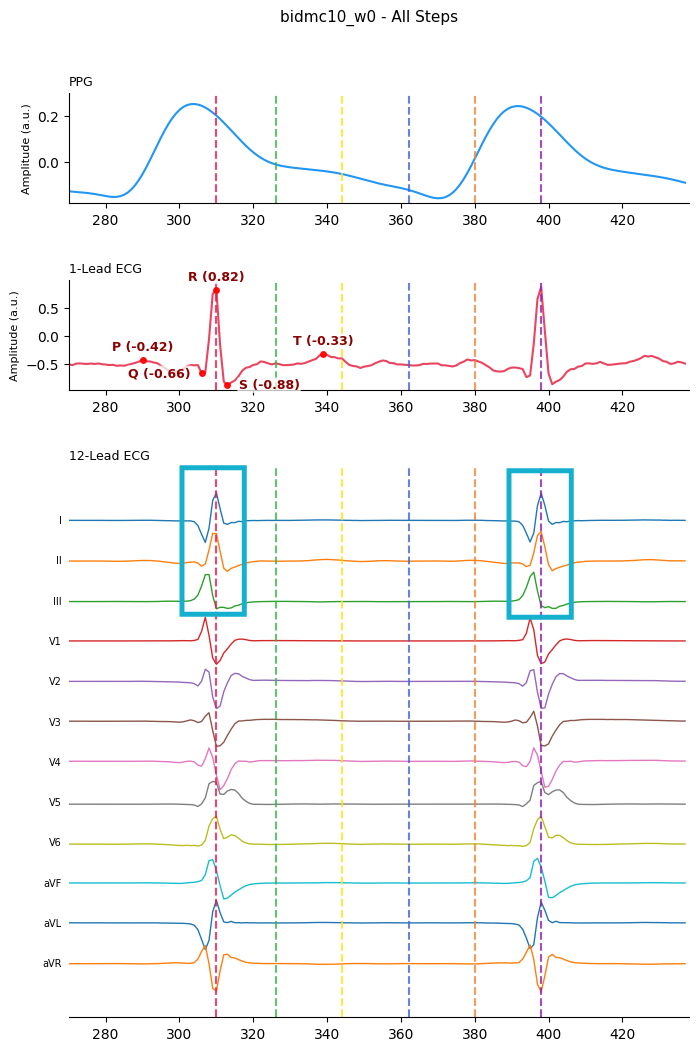 bidmc10_w0 - All Steps
PPG
Amplitude (a.u.)
0.2
0.0
280 300 320 340 360 380 400 420
1-Lead ECG
Amplitude (a.u.)
0.5
0.0
−0.5
R (0.82)
P (-0.42)
T (-0.33)
Q (-0.66)
S (-0.88)
280 300 320 340 360 380 400 420
12-Lead ECG
I
II
III
V1
V2
V3
V4
V5
V6
aVF
aVL
aVR
280 300 320 340 360 380 400 420